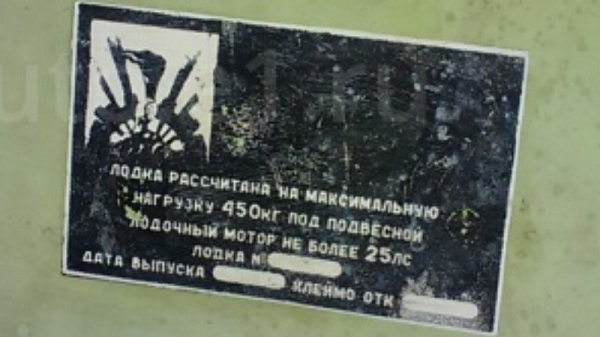 ЛОДКА РАССЧИТАНА НА МАКСИМАЛЬНУЮ
НАГРУЗКУ 450КГ ПОД ПОДВЕСНОЙ
ЛОДОЧНЫЙ МОТОР НЕ БОЛЕЕ 25ЛС
ЛОДКА №
ДАТА ВЫПУСКА КЛЕЙМО ОТК